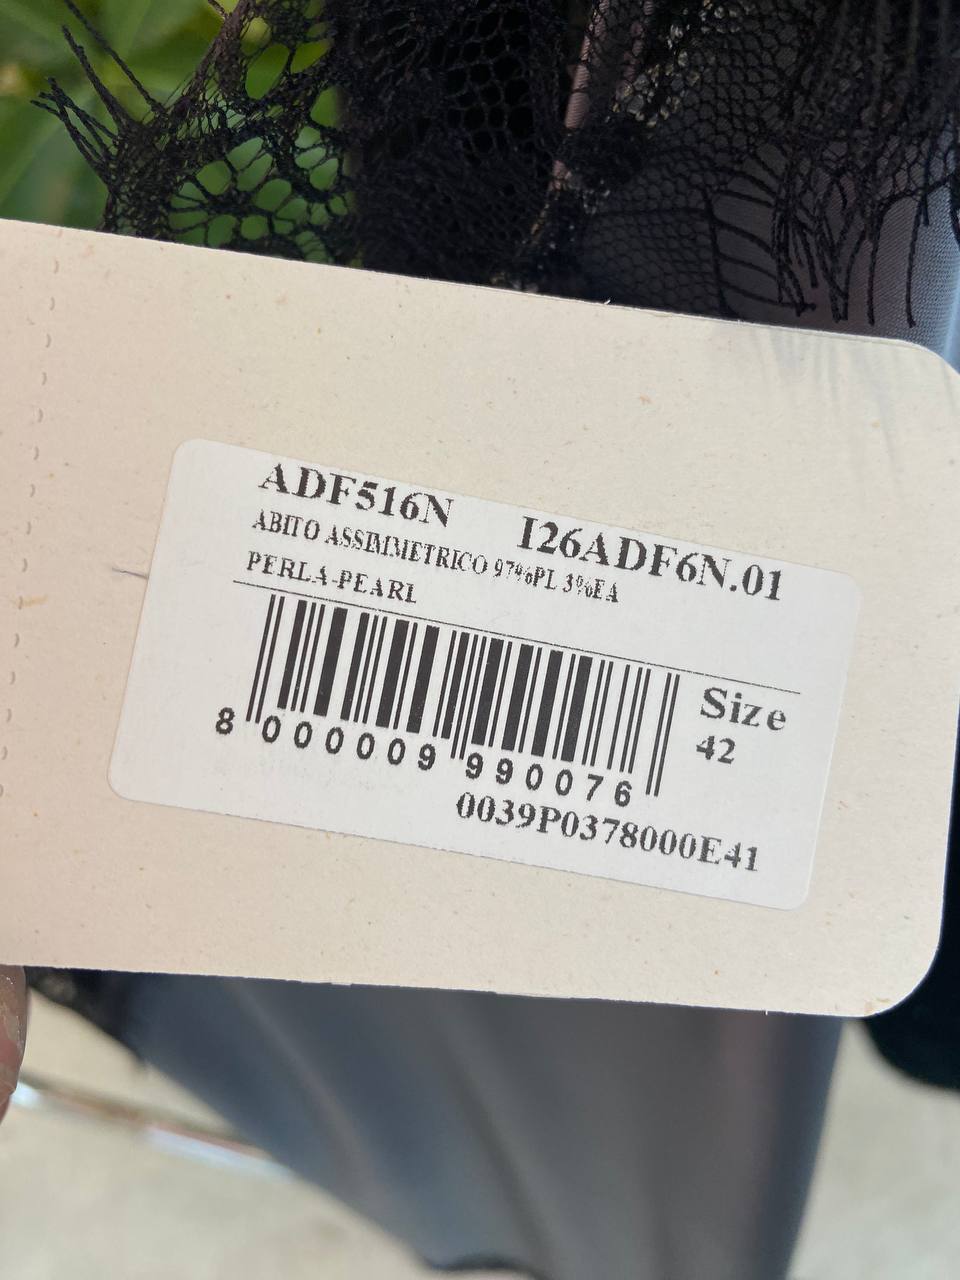 ADF516N I26ADF6N.01
ABITO ASSIMMETRICO 97%PL 3%EA
PERLA-PEARL
Size
42
8 000009 990076
0039P0378000E41